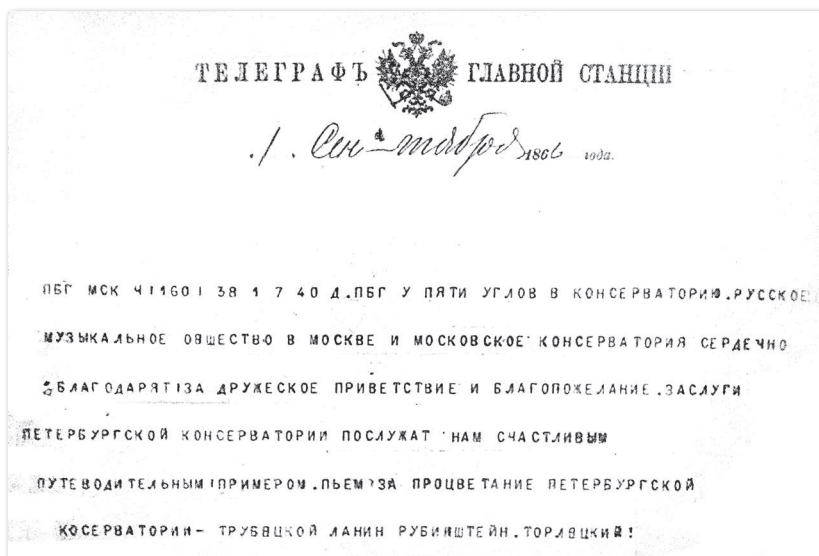 ТЕЛЕГРАФЪ ГЛАВНОЙ СТАНЦІИ
1. Сентября 1866 года.
ПБГ МСК Ч11601 38 1 7 40 Д.ПБГ У ПЯТИ УГЛОВ В КОНСЕРВАТОРИЮ.РУССКОЕ
МУЗЫКАЛЬНОЕ ОВЩЕСТВО В МОСКВЕ И МОСКОВСКОЕ КОНСЕРВАТОРИЯ СЕРДЕЧНО
БЛАГОДАРЯТ!ЗА ДРУЖЕСКОЕ ПРИВЕТСТВИЕ И БЛАГОПОЖЕЛАНИЕ.ЗАСЛУГИ
ПЕТЕРБУРГСКОЙ КОНСЕРВАТОРИИ ПОСЛУЖАТ НАМ СЧАСТЛИВЫМ
ПУТЕВОДИТЕЛЬНЫМ!ПРИМЕРОМ.ПЬЕМ?ЗА ПРОЦВЕТАНИЕ ПЕТЕРБУРГСКОЙ
КОСЕРВАТОРИИ- ТРУБЕЦКОЙ ЛАНИН РУБИНШТЕЙН.ТОРЛЯЦКИЙ!